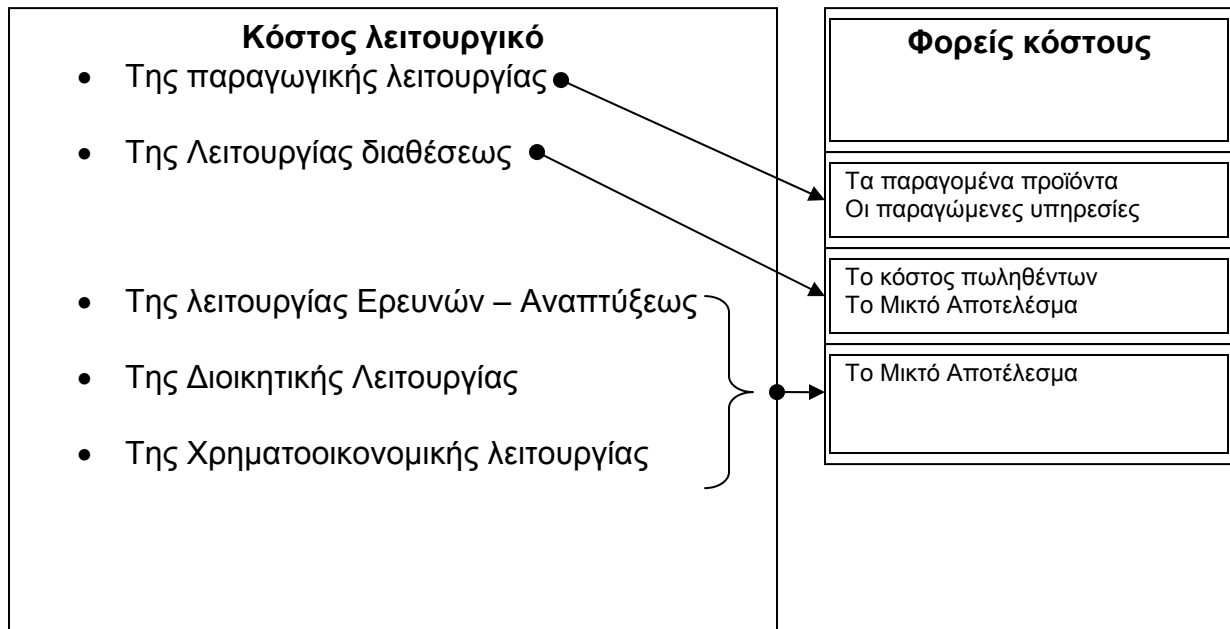 Κόστος λειτουργικό
• Της παραγωγικής λειτουργίας
• Της Λειτουργίας διαθέσεως
• Της λειτουργίας Ερευνών – Αναπτύξεως
• Της Διοικητικής Λειτουργίας
• Της Χρηματοοικονομικής λειτουργίας
Φορείς κόστους
Τα παραγομένα προϊόντα
Οι παραγώμενες υπηρεσίες
Το κόστος πωληθέντων
Το Μικτό Αποτελέσμα
Το Μικτό Αποτέλεσμα